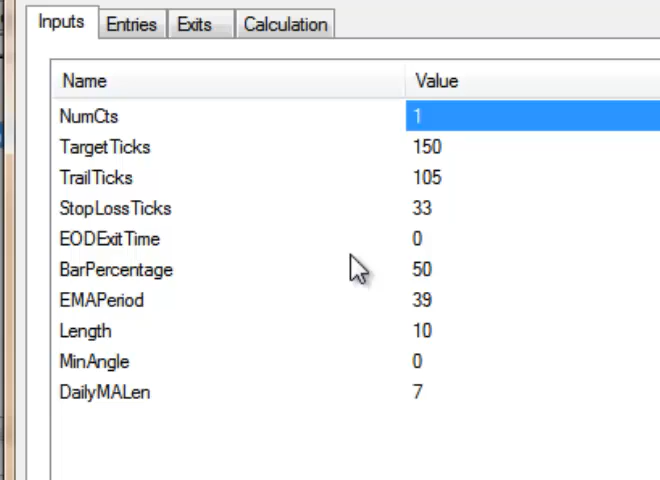 Inputs Entries Exits Calculation
Name Value
NumCts 1
TargetTicks 150
TrailTicks 105
StopLossTicks 33
EODExitTime 0
BarPercentage 50
EMAPeriod 39
Length 10
MinAngle 0
DailyMALen 7